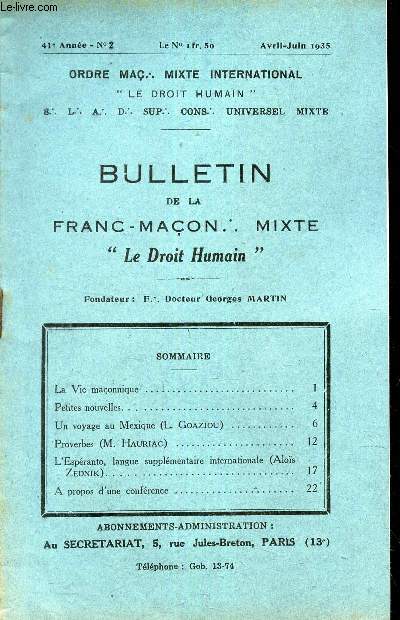 le-livre.com
41e Année - No 2 Le No 1 fr. 50 Avril-Juin 1935
ORDRE MAÇ∴ MIXTE INTERNATIONAL
" LE DROIT HUMAIN "
S∴ L∴ A∴ D∴ SUP∴ CONS∴ UNIVERSEL MIXTE
BULLETIN
DE LA
FRANC-MAÇON∴ MIXTE
" Le Droit Humain "
Fondateur : F∴ Docteur Georges MARTIN
SOMMAIRE
La Vie maçonnique .......................... 1
Petites nouvelles.............................. 4
Un voyage au Mexique (L. GOAZIOU) ............ 6
Proverbes (M. HAURIAC) ...................... 12
L'Espéranto, langue supplémentaire internationale (Aloïs
ZEDNIK)................................. 17
A propos d'une conférence ..................... 22
ABONNEMENTS-ADMINISTRATION :
Au SECRETARIAT, 5, rue Jules-Breton, PARIS (13e)
Téléphone : Gob. 13-74